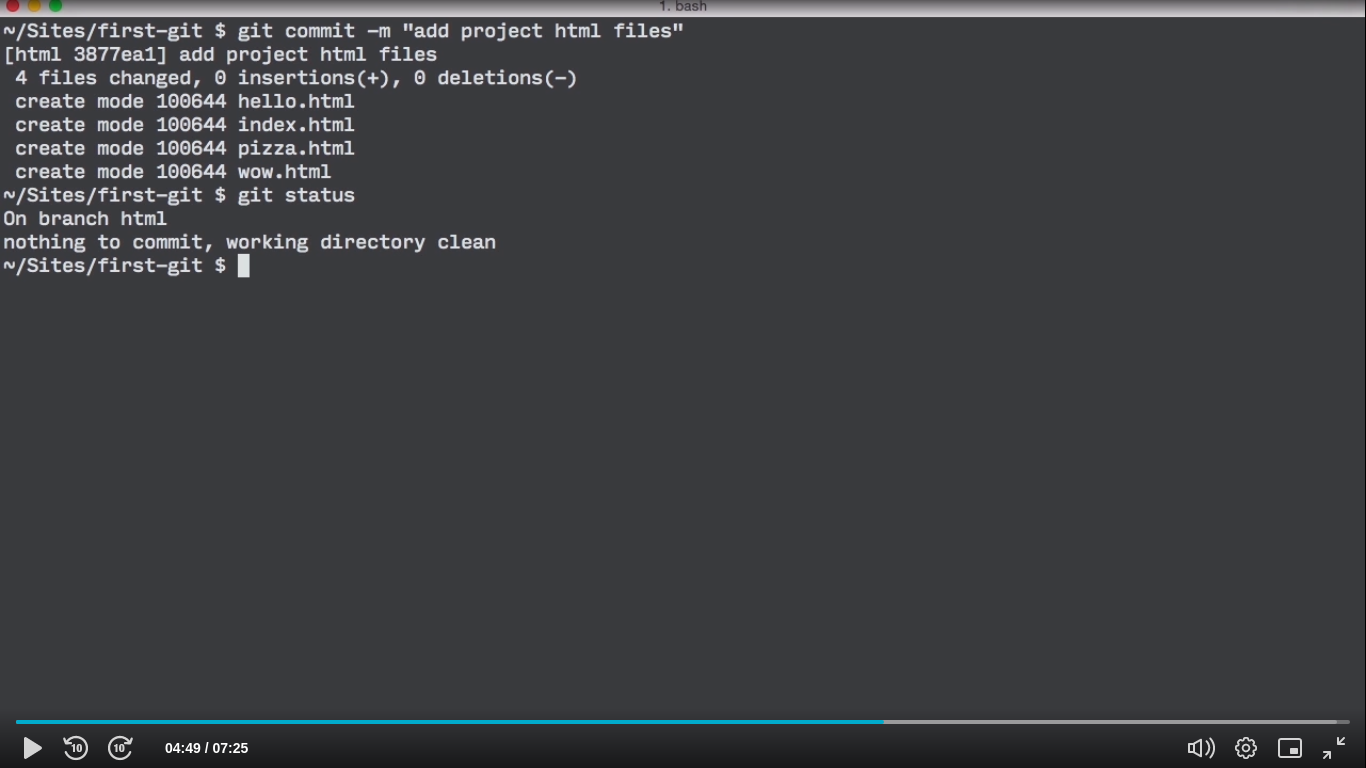 1. bash
~/Sites/first-git $ git commit -m "add project html files"
[html 3877ea1] add project html files
 4 files changed, 0 insertions(+), 0 deletions(-)
 create mode 100644 hello.html
 create mode 100644 index.html
 create mode 100644 pizza.html
 create mode 100644 wow.html
~/Sites/first-git $ git status
On branch html
nothing to commit, working directory clean
~/Sites/first-git $
10 10 04:49 / 07:25